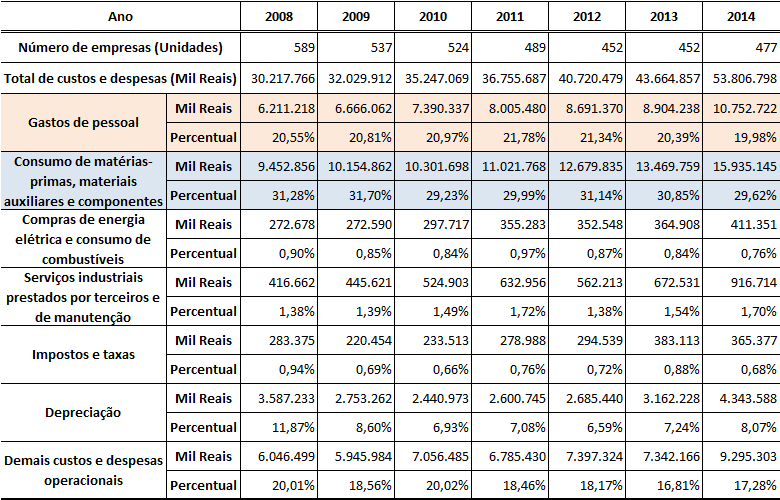 Ano 2008 2009 2010 2011 2012 2013 2014
Número de empresas (Unidades) 589 537 524 489 452 452 477
Total de custos e despesas (Mil Reais) 30.217.766 32.029.912 35.247.069 36.755.687 40.720.479 43.664.857 53.806.798
Gastos de pessoal
Mil Reais 6.211.218 6.666.062 7.390.337 8.005.480 8.691.370 8.904.238 10.752.722
Percentual 20,55% 20,81% 20,97% 21,78% 21,34% 20,39% 19,98%
Consumo de matérias-
primas, materiais
auxiliares e componentes
Mil Reais 9.452.856 10.154.862 10.301.698 11.021.768 12.679.835 13.469.759 15.935.145
Percentual 31,28% 31,70% 29,23% 29,99% 31,14% 30,85% 29,62%
Compras de energia
elétrica e consumo de
combustíveis
Mil Reais 272.678 272.590 297.717 355.283 352.548 364.908 411.351
Percentual 0,90% 0,85% 0,84% 0,97% 0,87% 0,84% 0,76%
Serviços industriais
prestados por terceiros e
de manutenção
Mil Reais 416.662 445.621 524.903 632.956 562.213 672.531 916.714
Percentual 1,38% 1,39% 1,49% 1,72% 1,38% 1,54% 1,70%
Impostos e taxas
Mil Reais 283.375 220.454 233.513 278.988 294.539 383.113 365.377
Percentual 0,94% 0,69% 0,66% 0,76% 0,72% 0,88% 0,68%
Depreciação
Mil Reais 3.587.233 2.753.262 2.440.973 2.600.745 2.685.440 3.162.228 4.343.588
Percentual 11,87% 8,60% 6,93% 7,08% 6,59% 7,24% 8,07%
Demais custos e despesas
operacionais
Mil Reais 6.046.499 5.945.984 7.056.485 6.785.430 7.397.324 7.342.166 9.295.303
Percentual 20,01% 18,56% 20,02% 18,46% 18,17% 16,81% 17,28%